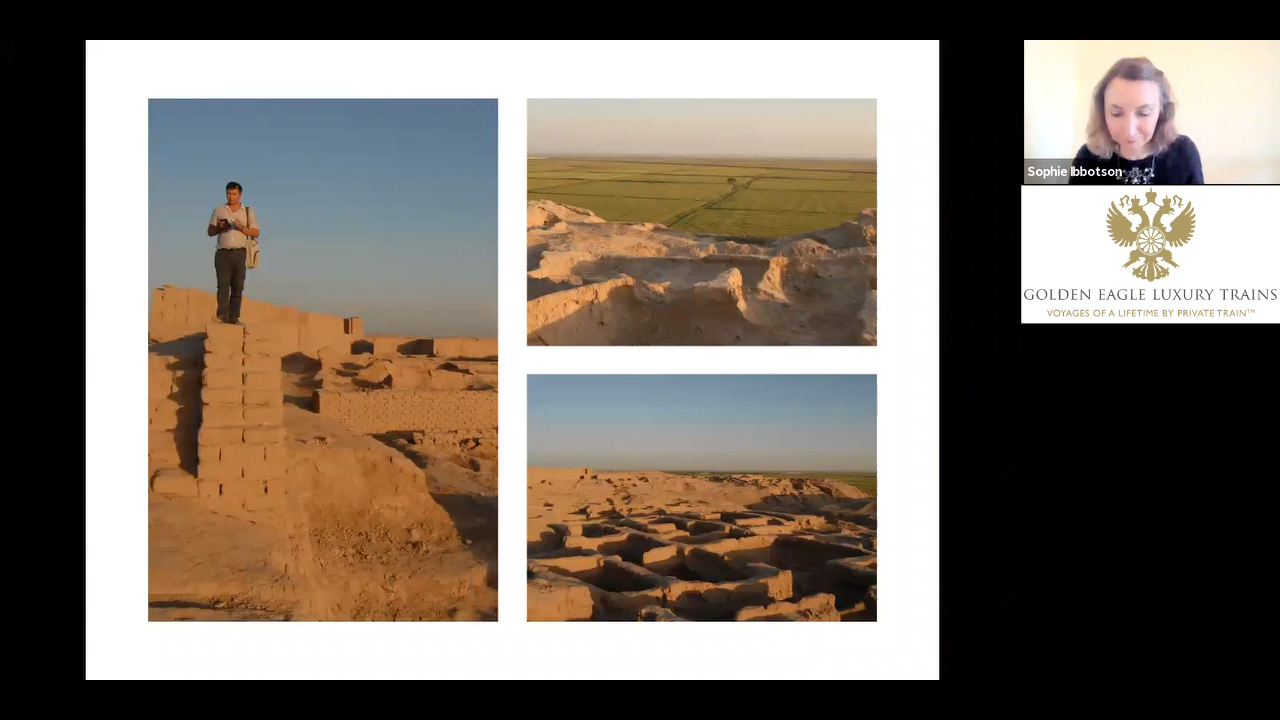 Sophie Ibbotson
GOLDEN EAGLE LUXURY TRAINS
VOYAGES OF A LIFETIME BY PRIVATE TRAIN™